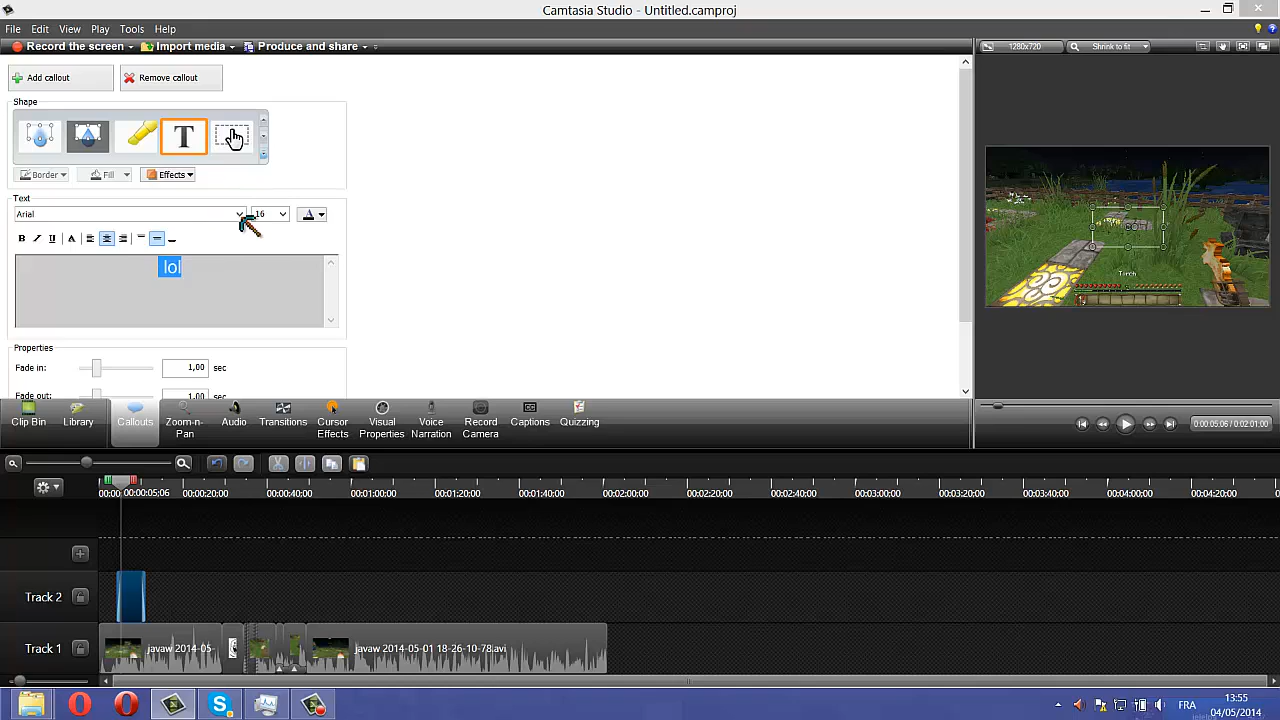 Camtasia Studio - Untitled.camproj
File Edit View Play Tools Help
Record the screen Import media Produce and share
1280x720 Shrink to fit
Add callout Remove callout
Shape
T
Border Fill Effects
Text
Arial 16 A
B I U A
lol
Torch
Properties
Fade in: 1,00 sec
Fade out: 1,00 sec
Clip Bin Library Callouts Zoom-n-Pan Audio Transitions Cursor Effects Visual Properties Voice Narration Record Camera Captions Quizzing
0:00:05:06 / 0:02:01:00
00:00 00:00:05:06 00:00:20:00 00:00:40:00 00:01:00:00 00:01:20:00 00:01:40:00 00:02:00:00 00:02:20:00 00:02:40:00 00:03:00:00 00:03:20:00 00:03:40:00 00:04:00:00 00:04:20:00
Track 2
Track 1 javaw 2014-05- javaw 2014-05-01 18-26-10-78.avi
FRA 13:55
04/05/2014